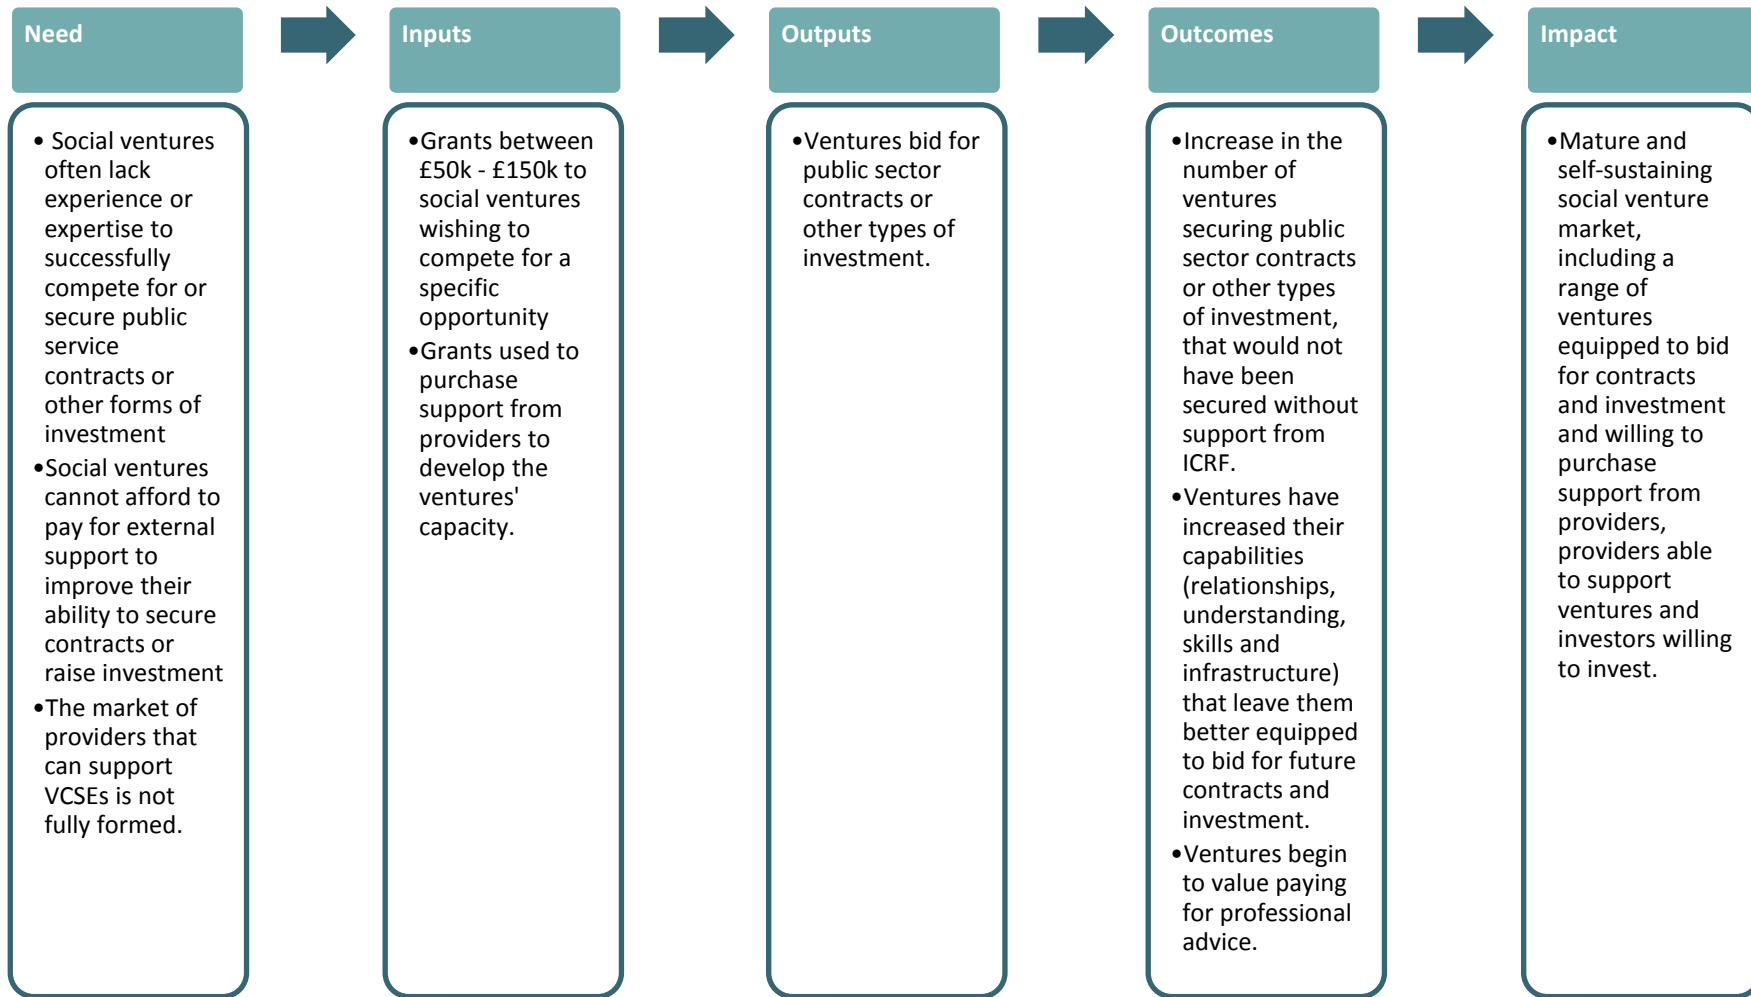 Need
Inputs
Outputs
Outcomes
Impact
• Social ventures
often lack
experience or
expertise to
successfully
compete for or
secure public
service
contracts or
other forms of
investment
•Social ventures
cannot afford to
pay for external
support to
improve their
ability to secure
contracts or
raise investment
•The market of
providers that
can support
VCSEs is not
fully formed.
•Grants between
£50k - £150k to
social ventures
wishing to
compete for a
specific
opportunity
•Grants used to
purchase
support from
providers to
develop the
ventures'
capacity.
•Ventures bid for
public sector
contracts or
other types of
investment.
•Increase in the
number of
ventures
securing public
sector contracts
or other types
of investment,
that would not
have been
secured without
support from
ICRF.
•Ventures have
increased their
capabilities
(relationships,
understanding,
skills and
infrastructure)
that leave them
better equipped
to bid for future
contracts and
investment.
•Ventures begin
to value paying
for professional
advice.
•Mature and
self-sustaining
social venture
market,
including a
range of
ventures
equipped to bid
for contracts
and investment
and willing to
purchase
support from
providers,
providers able
to support
ventures and
investors willing
to invest.